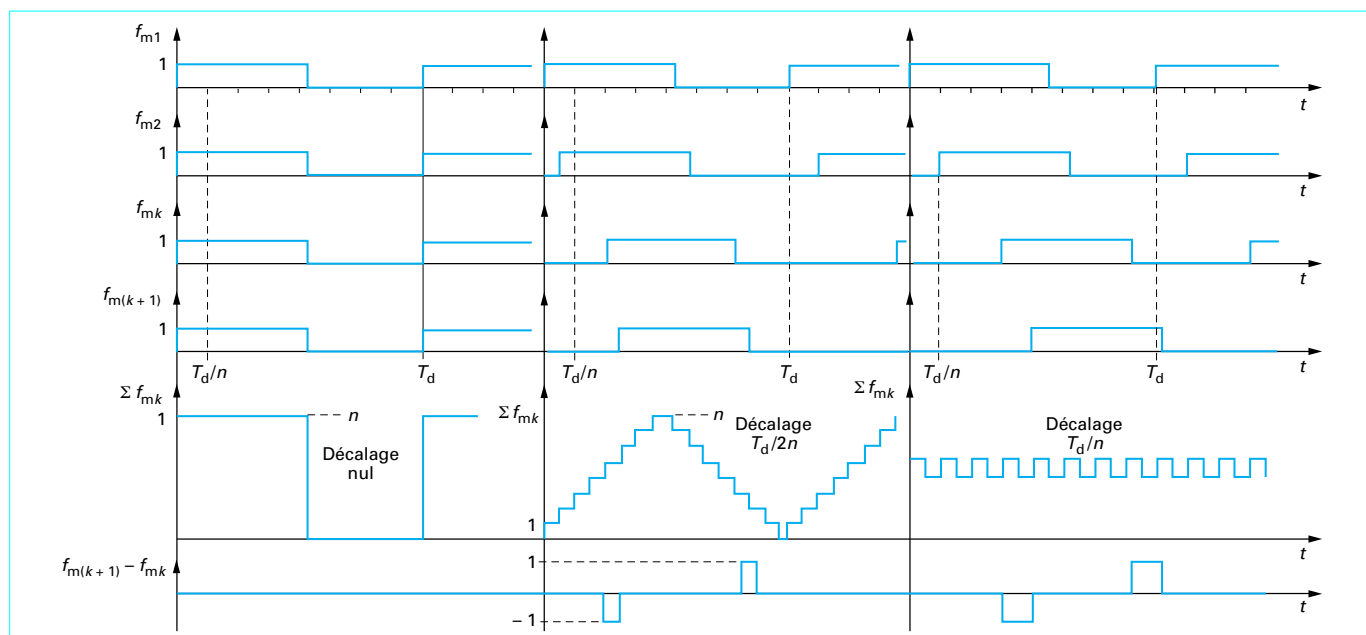 f_m1
1
t
f_m2
1
t
f_mk
1
t
f_m(k + 1)
1
t
T_d/n T_d T_d/n T_d T_d/n T_d
Σ f_mk Σ f_mk Σ f_mk
1 n n
Décalage nul
Décalage T_d/2n
Décalage T_d/n
1
t
f_m(k + 1) – f_mk
1
– 1
t